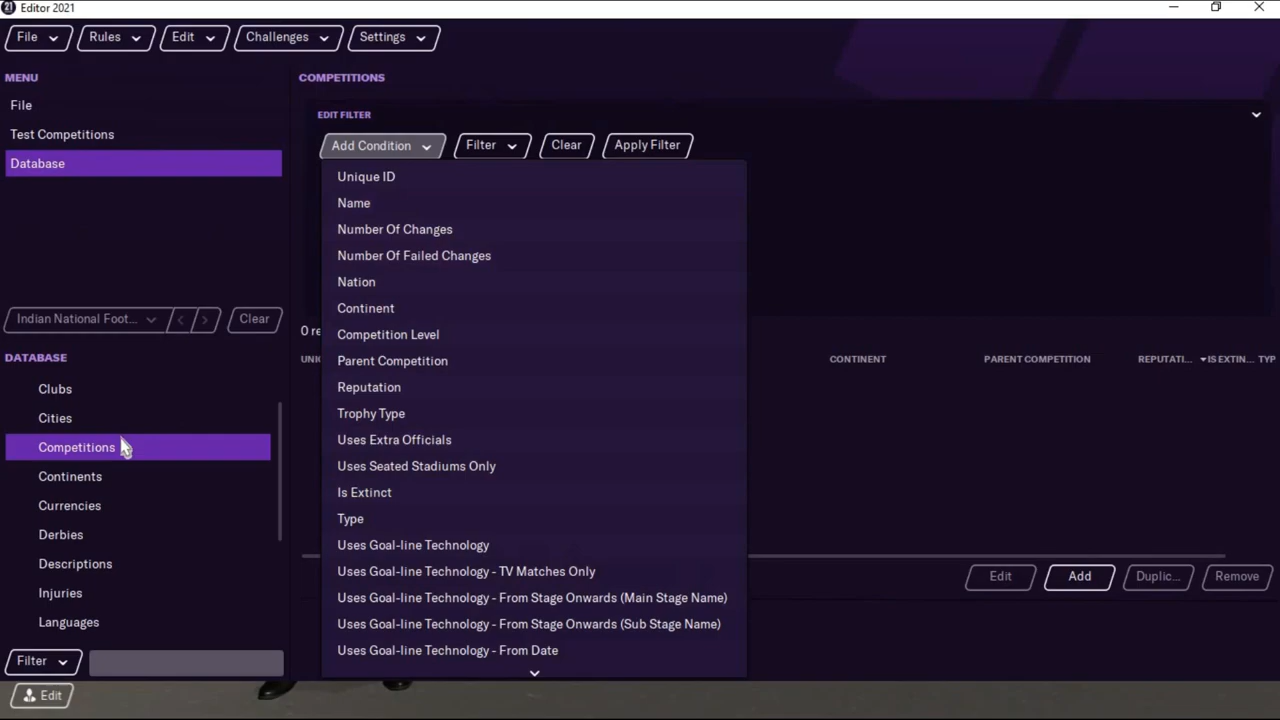 21 Editor 2021
File Rules Edit Challenges Settings
MENU
File
Test Competitions
Database
Indian National Foot... Clear
DATABASE
Clubs
Cities
Competitions
Continents
Currencies
Derbies
Descriptions
Injuries
Languages
Filter
Edit
COMPETITIONS
EDIT FILTER
Add Condition Filter Clear Apply Filter
Unique ID
Name
Number Of Changes
Number Of Failed Changes
Nation
Continent
Competition Level
Parent Competition
Reputation
Trophy Type
Uses Extra Officials
Uses Seated Stadiums Only
Is Extinct
Type
Uses Goal-line Technology
Uses Goal-line Technology - TV Matches Only
Uses Goal-line Technology - From Stage Onwards (Main Stage Name)
Uses Goal-line Technology - From Stage Onwards (Sub Stage Name)
Uses Goal-line Technology - From Date
0 re
UNIC CONTINENT PARENT COMPETITION REPUTATI... IS EXTIN... TYP
Edit Add Duplic... Remove